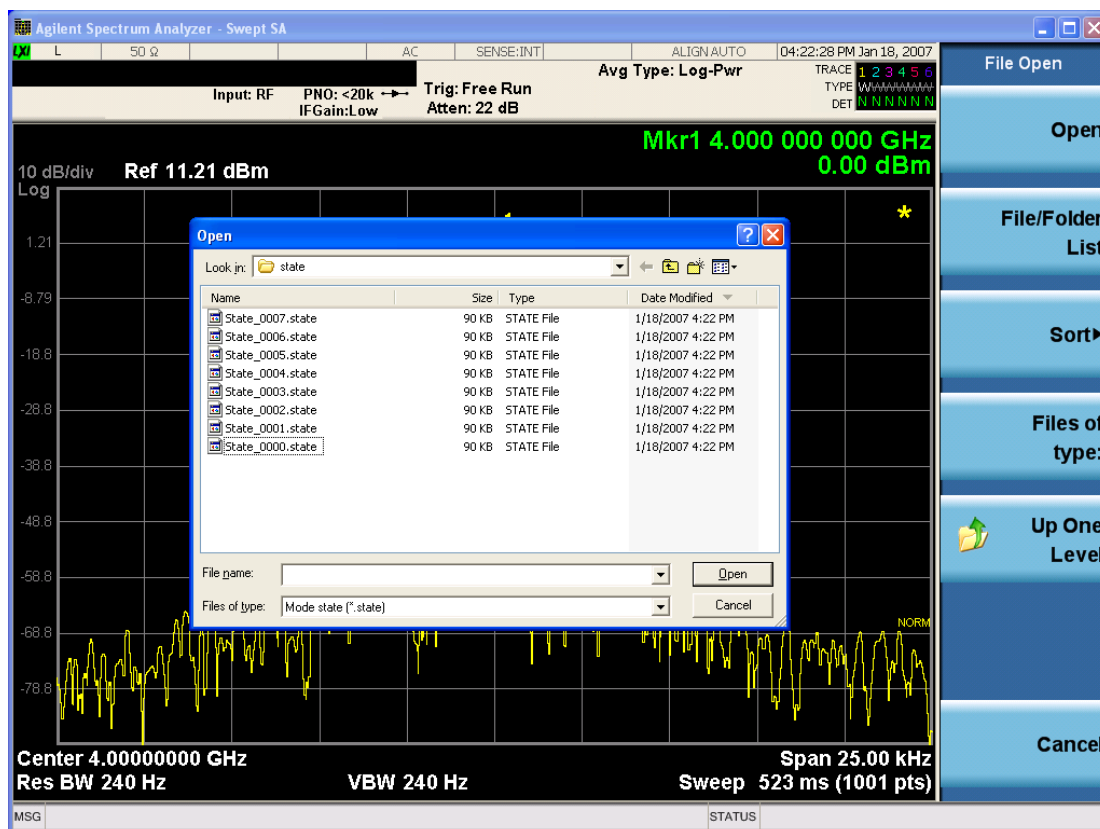 Agilent Spectrum Analyzer - Swept SA
LXI L 50 Ω AC SENSE:INT ALIGN AUTO 04:22:28 PM Jan 18, 2007
Input: RF PNO: <20k Trig: Free Run Avg Type: Log-Pwr TRACE 1 2 3 4 5 6
IFGain:Low Atten: 22 dB TYPE
DET N N N N N N
Mkr1 4.000 000 000 GHz
0.00 dBm
10 dB/div Ref 11.21 dBm
Log
1.21
-8.79
-18.8
-28.8
-38.8
-48.8
-58.8
-68.8
-78.8
*
Open
Look in: state
Name Size Type Date Modified
State_0007.state 90 KB STATE File 1/18/2007 4:22 PM
State_0006.state 90 KB STATE File 1/18/2007 4:22 PM
State_0005.state 90 KB STATE File 1/18/2007 4:22 PM
State_0004.state 90 KB STATE File 1/18/2007 4:22 PM
State_0003.state 90 KB STATE File 1/18/2007 4:22 PM
State_0002.state 90 KB STATE File 1/18/2007 4:22 PM
State_0001.state 90 KB STATE File 1/18/2007 4:22 PM
State_0000.state 90 KB STATE File 1/18/2007 4:22 PM
File name: Open
Files of type: Mode state (*.state) Cancel
NORM
Center 4.00000000 GHz Span 25.00 kHz
Res BW 240 Hz VBW 240 Hz Sweep 523 ms (1001 pts)
MSG STATUS
File Open
Open
File/Folder
List
Sort
Files of
type:
Up One
Level
Cancel